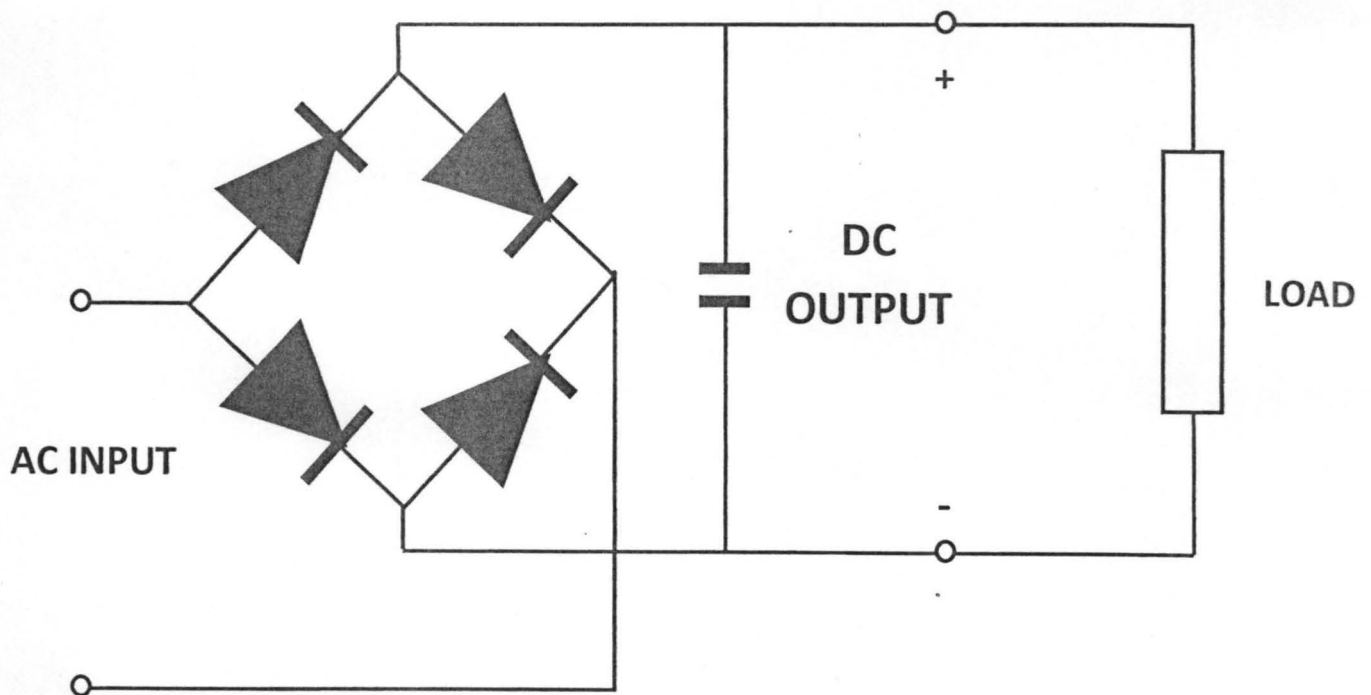 +
DC
OUTPUT
LOAD
AC INPUT
-